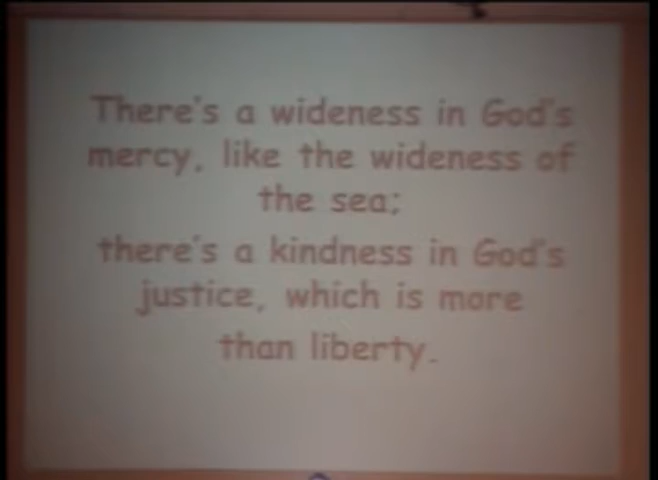 There's a wideness in God's
mercy, like the wideness of
the sea;
there's a kindness in God's
justice, which is more
than liberty.